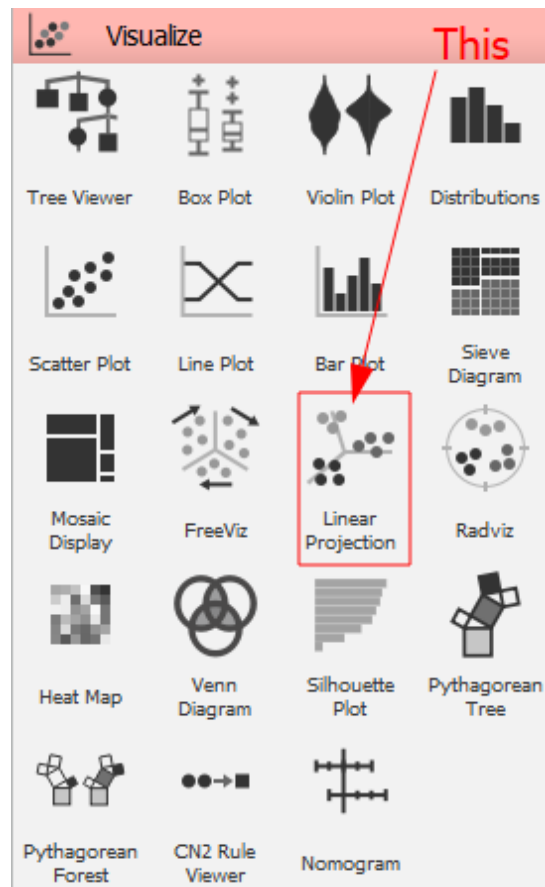 Visualize
This
Tree Viewer
Box Plot
Violin Plot
Distributions
Scatter Plot
Line Plot
Bar Plot
Sieve
Diagram
Mosaic
Display
FreeViz
Linear
Projection
Radviz
Heat Map
Venn
Diagram
Silhouette
Plot
Pythagorean
Tree
Pythagorean
Forest
CN2 Rule
Viewer
Nomogram